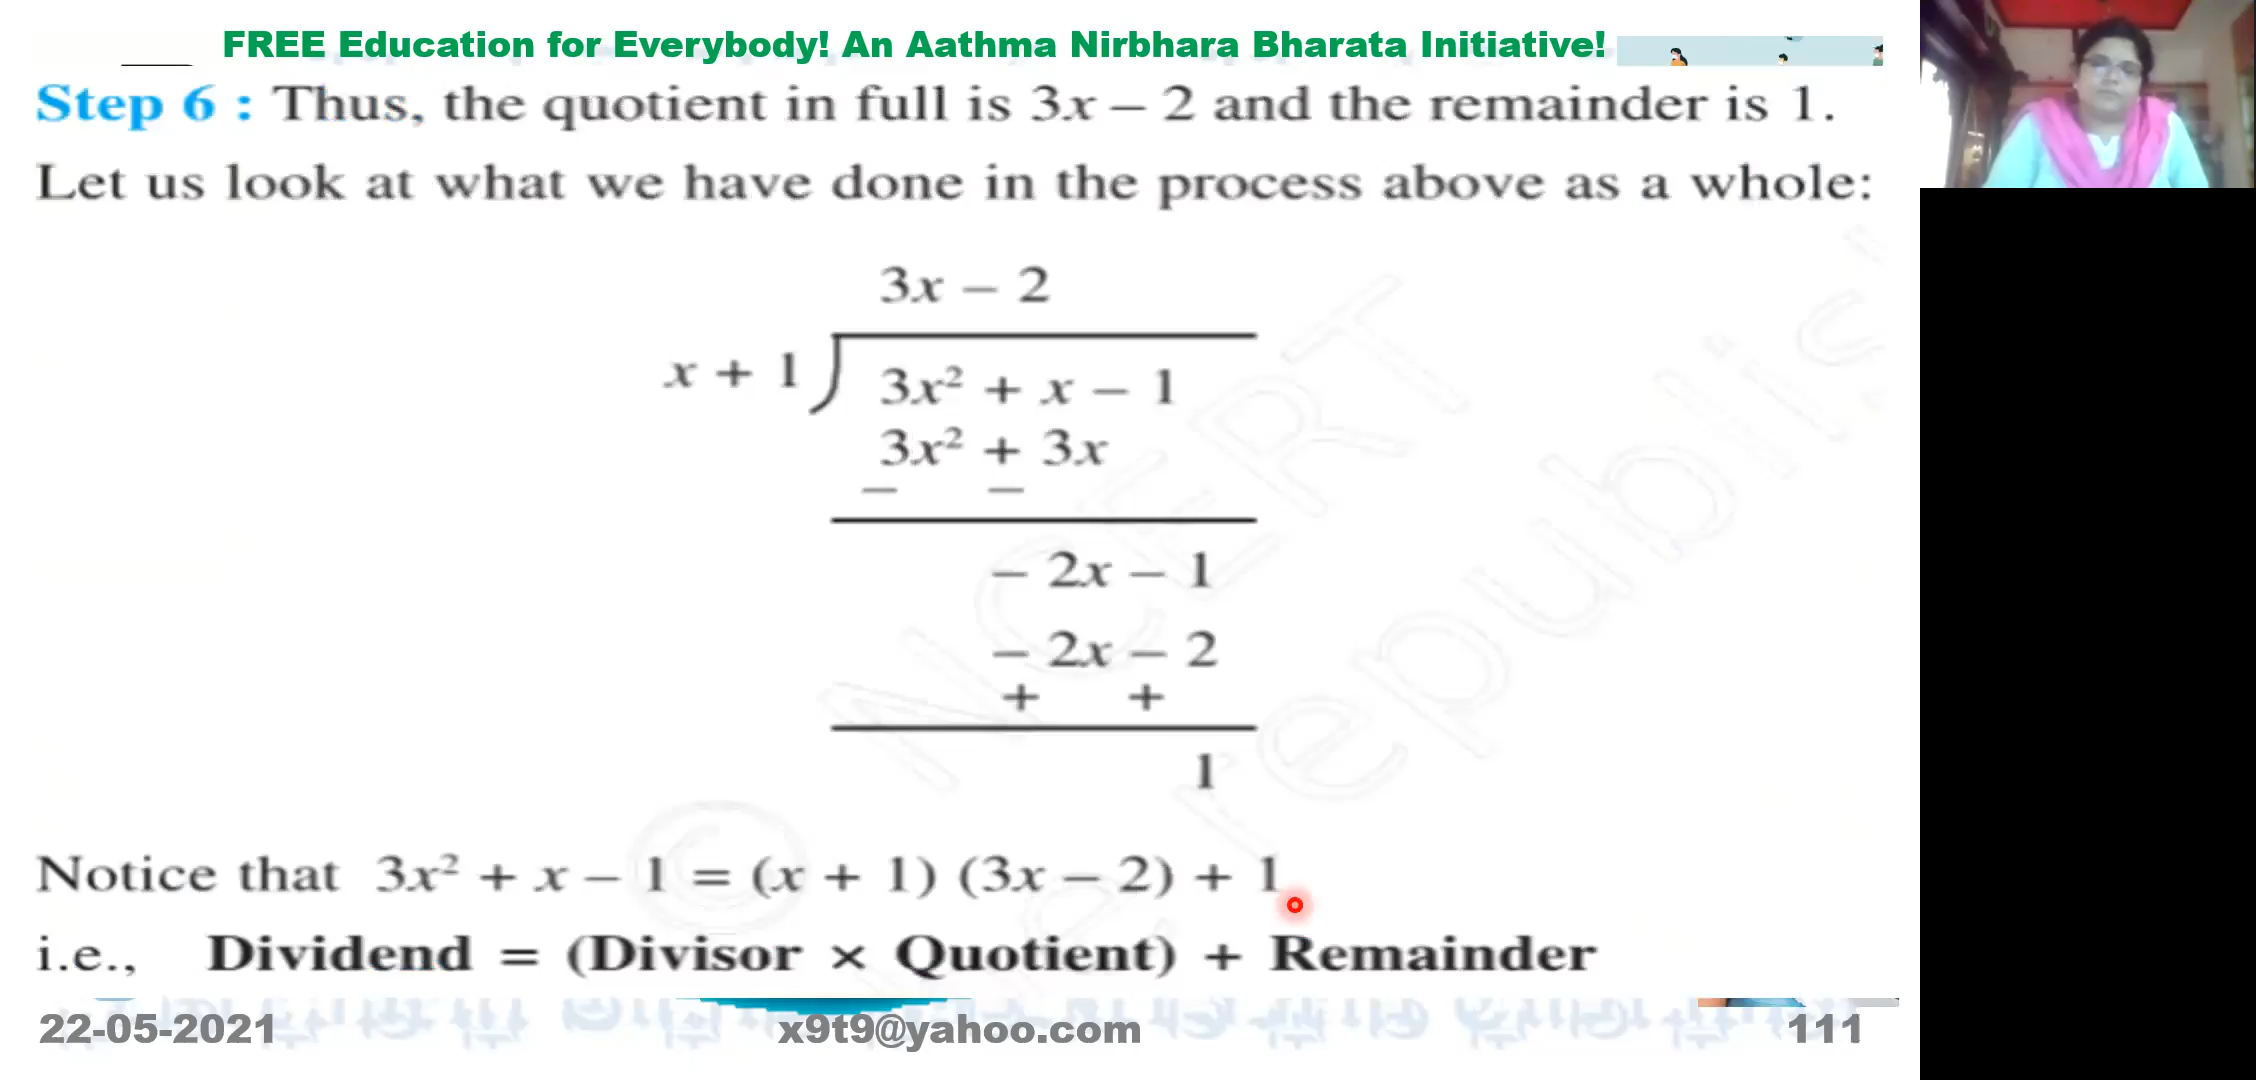 FREE Education for Everybody! An Aathma Nirbhara Bharata Initiative!
Step 6 : Thus, the quotient in full is 3x – 2 and the remainder is 1.
Let us look at what we have done in the process above as a whole:
3x – 2
x + 1
3x² + x – 1
3x² + 3x
– –
– 2x – 1
– 2x – 2
+ +
1
Notice that 3x² + x – 1 = (x + 1) (3x – 2) + 1
i.e., Dividend = (Divisor × Quotient) + Remainder
22-05-2021
x9t9@yahoo.com
111
© NCERT
republis